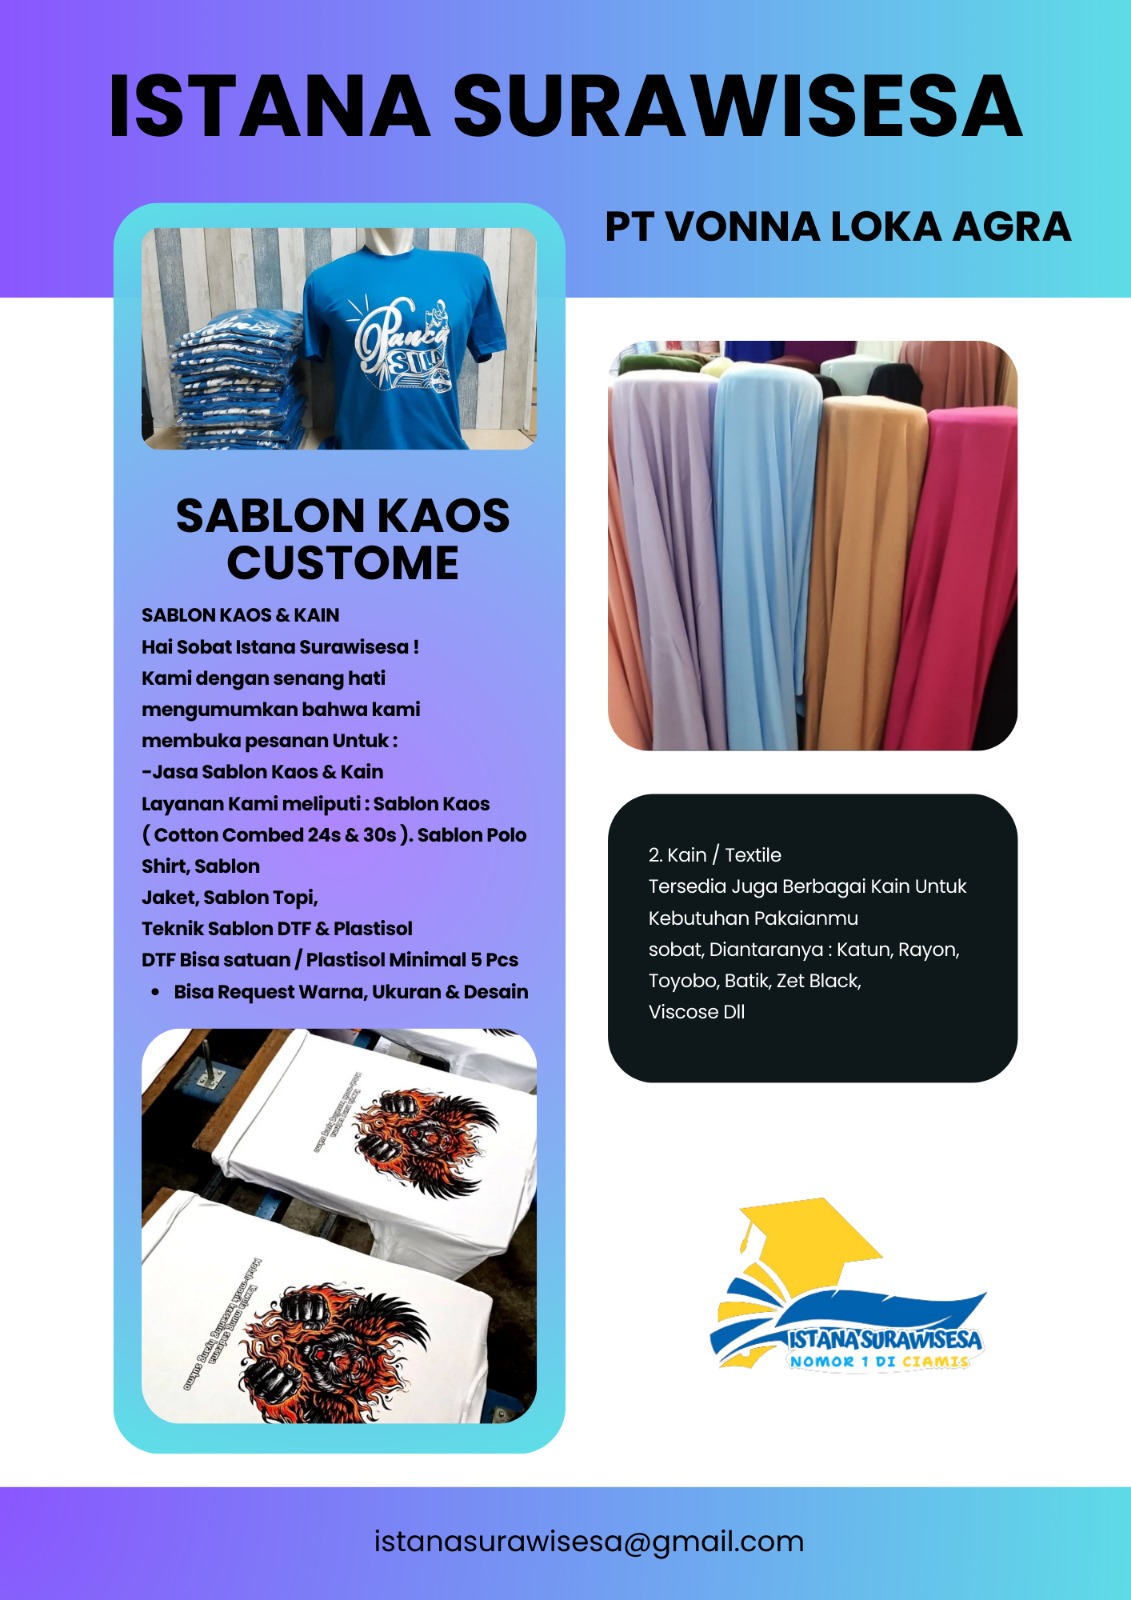 ISTANA SURAWISESA
PT VONNA LOKA AGRA
Panca
SILA
SABLON KAOS
CUSTOME
SABLON KAOS & KAIN
Hai Sobat Istana Surawisesa !
Kami dengan senang hati
mengumumkan bahwa kami
membuka pesanan Untuk :
-Jasa Sablon Kaos & Kain
Layanan Kami meliputi : Sablon Kaos
( Cotton Combed 24s & 30s ). Sablon Polo
Shirt, Sablon
Jaket, Sablon Topi,
Teknik Sablon DTF & Plastisol
DTF Bisa satuan / Plastisol Minimal 5 Pcs
• Bisa Request Warna, Ukuran & Desain
2. Kain / Textile
Tersedia Juga Berbagai Kain Untuk
Kebutuhan Pakaianmu
sobat, Diantaranya : Katun, Rayon,
Toyobo, Batik, Zet Black,
Viscose Dll
ISTANA SURAWISESA
NOMOR 1 DI CIAMIS
istanasurawisesa@gmail.com